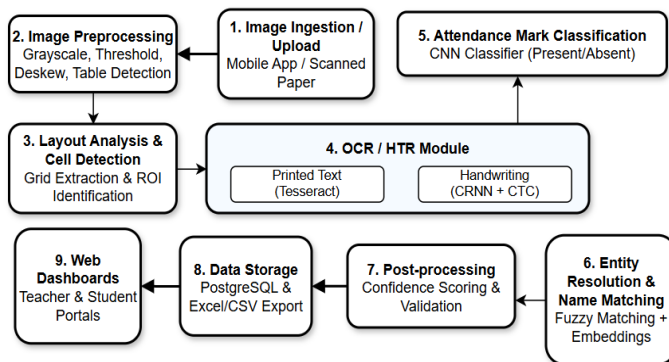 1. Image Ingestion /
Upload
Mobile App / Scanned
Paper
2. Image Preprocessing
Grayscale, Threshold,
Deskew, Table Detection
3. Layout Analysis &
Cell Detection
Grid Extraction & ROI
Identification
4. OCR / HTR Module
Printed Text
(Tesseract)
Handwriting
(CRNN + CTC)
5. Attendance Mark Classification
CNN Classifier (Present/Absent)
6. Entity
Resolution &
Name Matching
Fuzzy Matching +
Embeddings
7. Post-processing
Confidence Scoring &
Validation
8. Data Storage
PostgreSQL &
Excel/CSV Export
9. Web
Dashboards
Teacher & Student
Portals